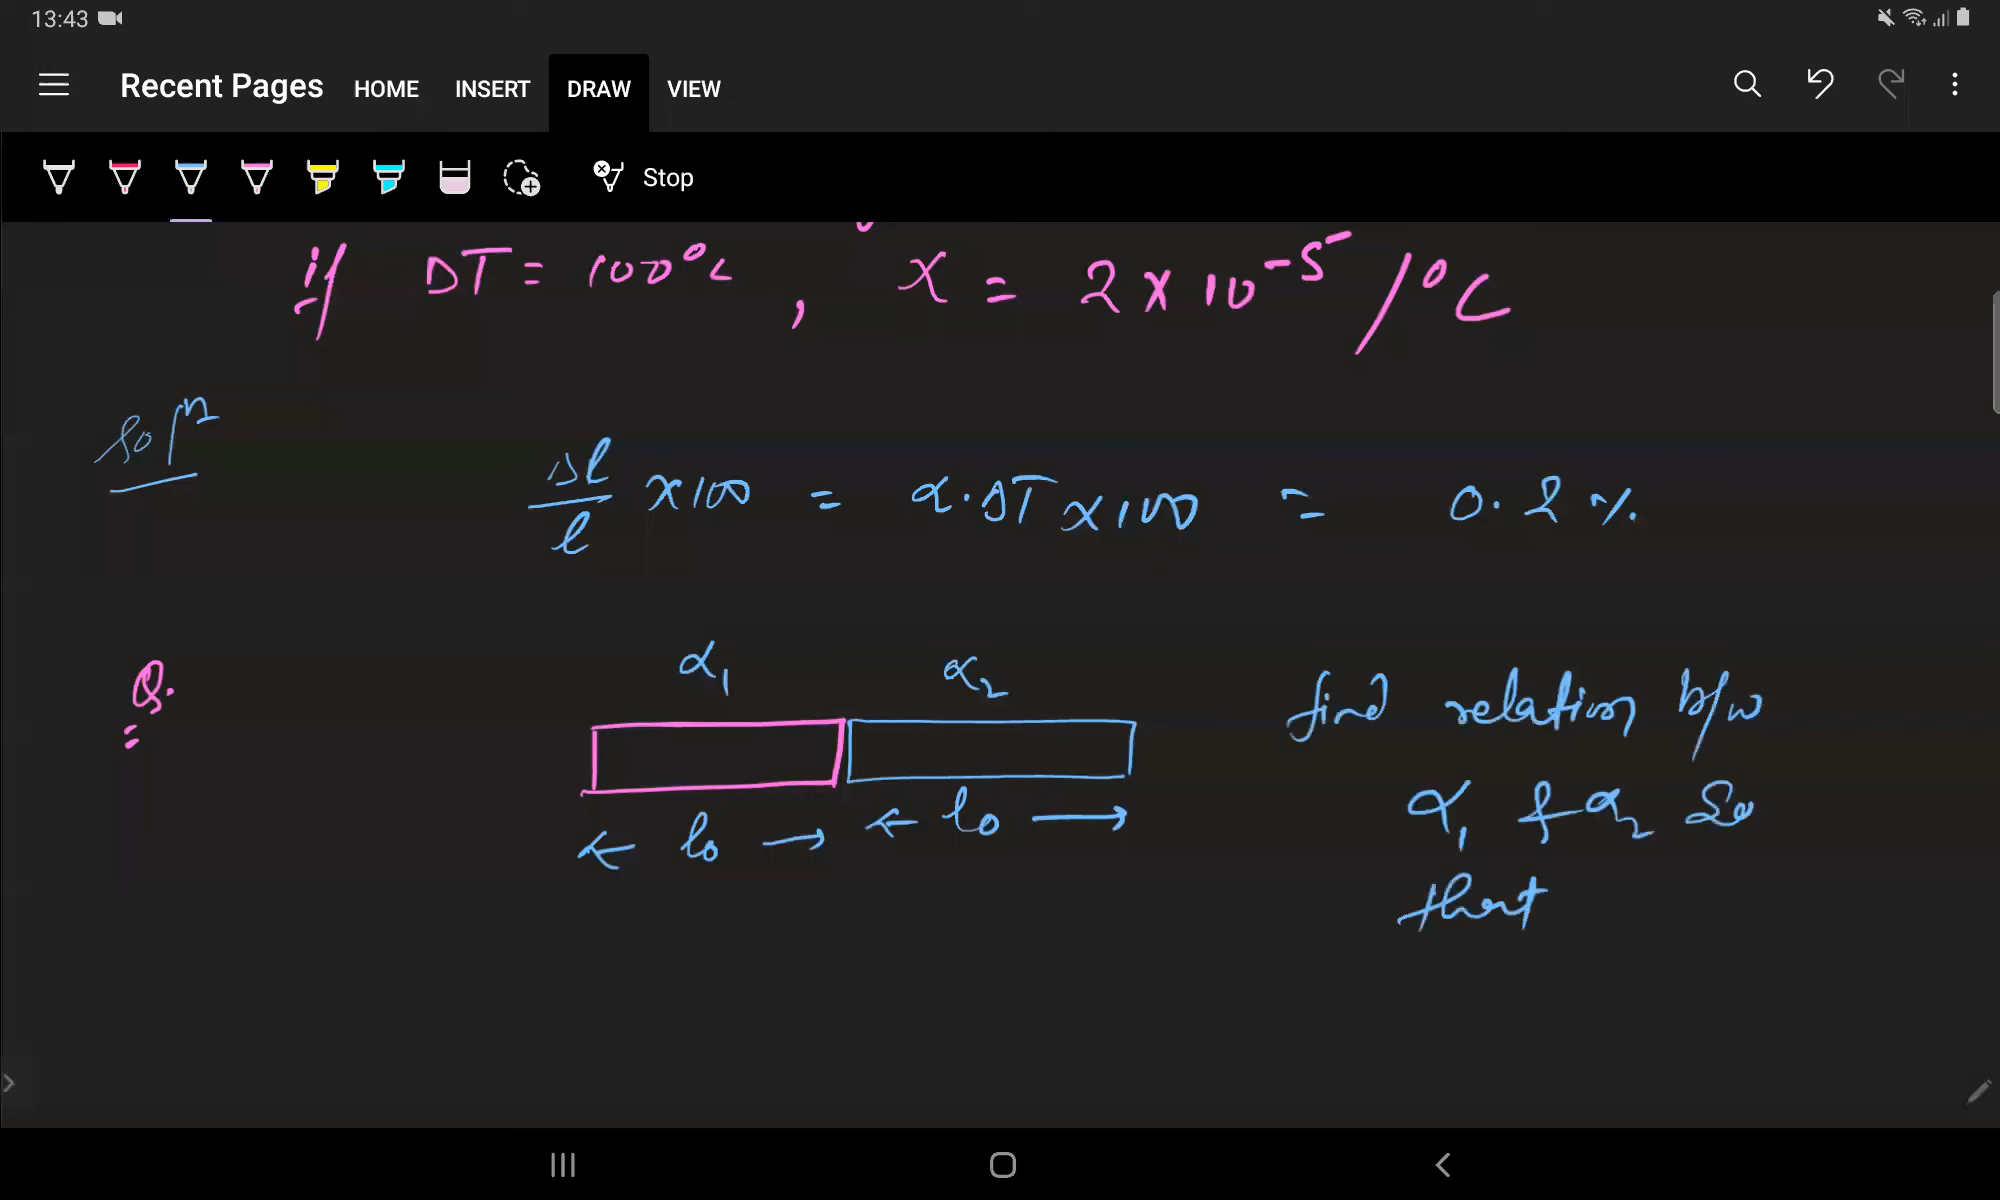 13:43
Recent Pages HOME INSERT DRAW VIEW
Stop
if ΔT = 100°C , α = 2 × 10⁻⁵ /°C
Solⁿ
Δl/l × 100 = α.ΔT × 100 = 0.2 %.
Q.
α₁ α₂
← l₀ → ← l₀ →
find relation b/w
α₁ & α₂ so
that